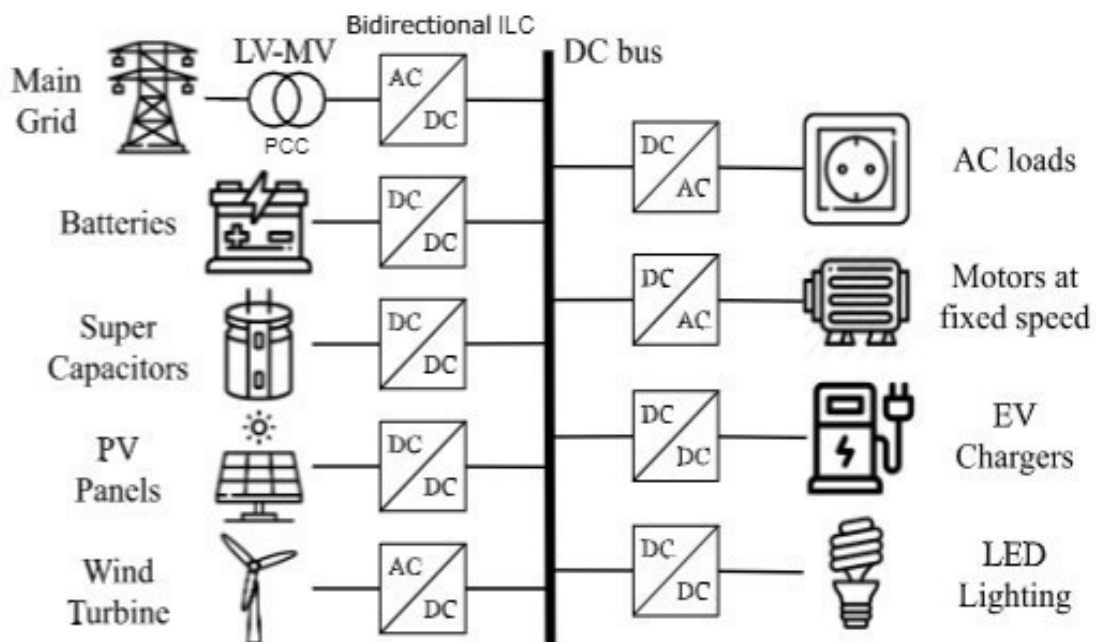 Bidirectional ILC
LV-MV
DC bus
Main
Grid
PCC
AC
DC
Batteries
DC
DC
Super
Capacitors
DC
DC
PV
Panels
DC
DC
Wind
Turbine
AC
DC
DC
AC
AC loads
DC
AC
Motors at
fixed speed
DC
DC
EV
Chargers
DC
DC
LED
Lighting